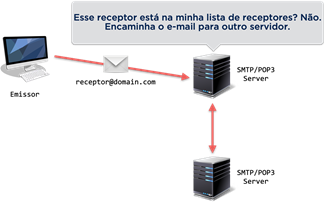 Esse receptor está na minha lista de receptores? Não.
Encaminha o e-mail para outro servidor.
receptor@domain.com
Emissor
SMTP/POP3
Server
SMTP/POP3
Server